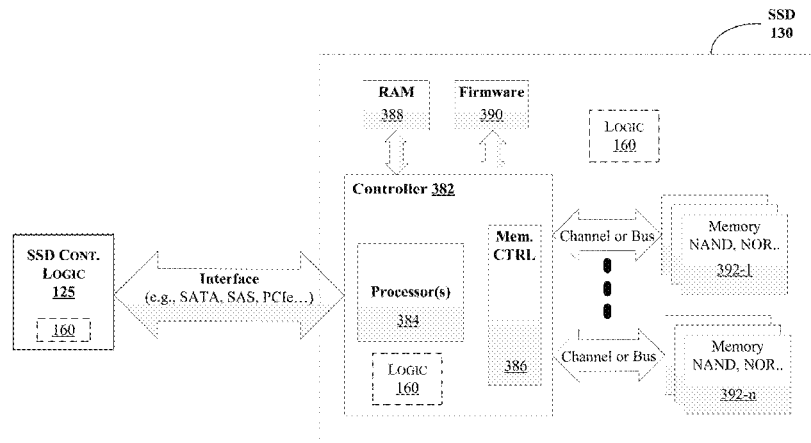 SSD
130
RAM
388
Firmware
390
LOGIC
160
Controller 382
Mem.
CTRL
386
Processor(s)
384
LOGIC
160
SSD CONT.
LOGIC
125
160
Interface
(e.g., SATA, SAS, PCIe...)
Channel or Bus
Memory
NAND, NOR..
392-1
Channel or Bus
Memory
NAND, NOR..
392-n